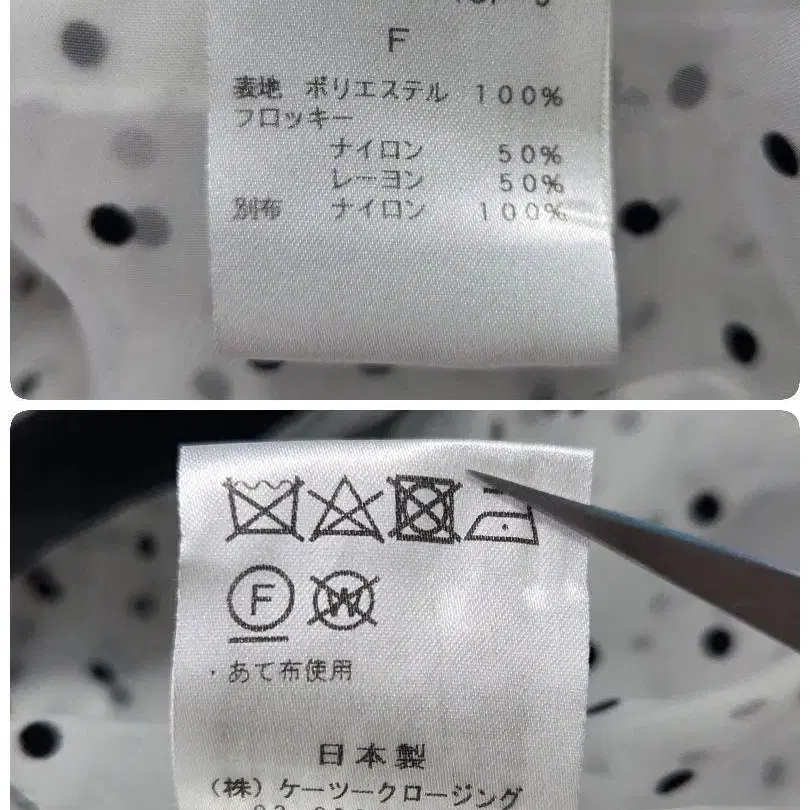 F
表地 ポリエステル 100%
フロッキー
ナイロン 50%
レーヨン 50%
別布 ナイロン 100%
F W
・あて布使用
日本製
(株)ケーツークロージング